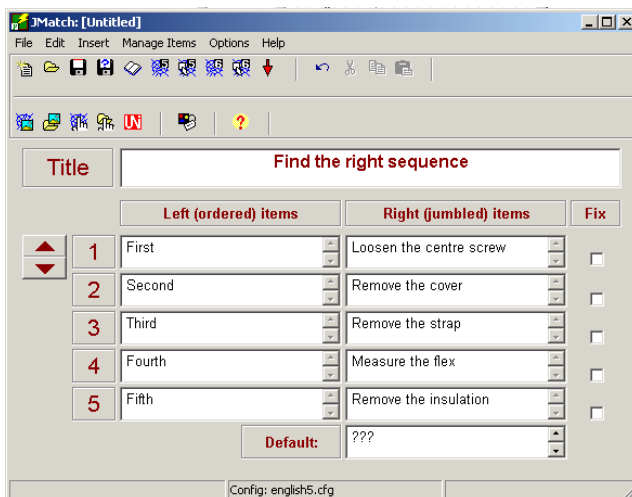 JMatch: [Untitled]
File Edit Insert Manage Items Options Help
Title Find the right sequence
Left (ordered) items Right (jumbled) items Fix
1 First Loosen the centre screw
2 Second Remove the cover
3 Third Remove the strap
4 Fourth Measure the flex
5 Fifth Remove the insulation
Default: ???
Config: english5.cfg